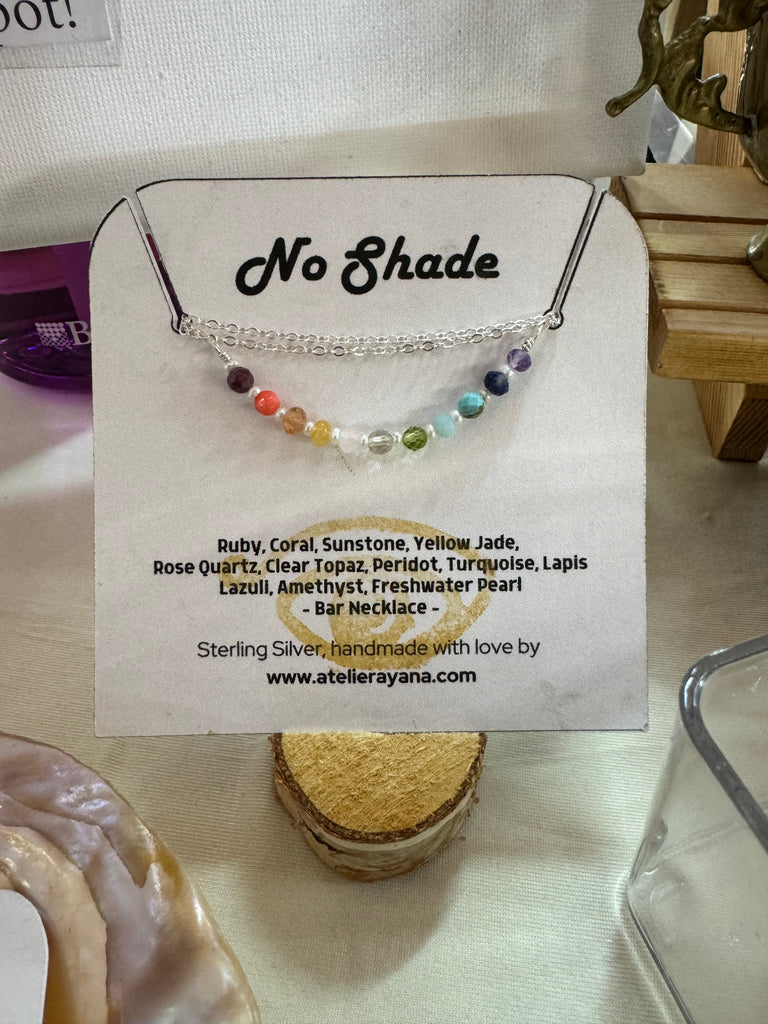 pot!
No Shade
Ruby, Coral, Sunstone, Yellow Jade,
Rose Quartz, Clear Topaz, Peridot, Turquoise, Lapis
Lazuli, Amethyst, Freshwater Pearl
- Bar Necklace -
Sterling Silver, handmade with love by
www.atelierayana.com